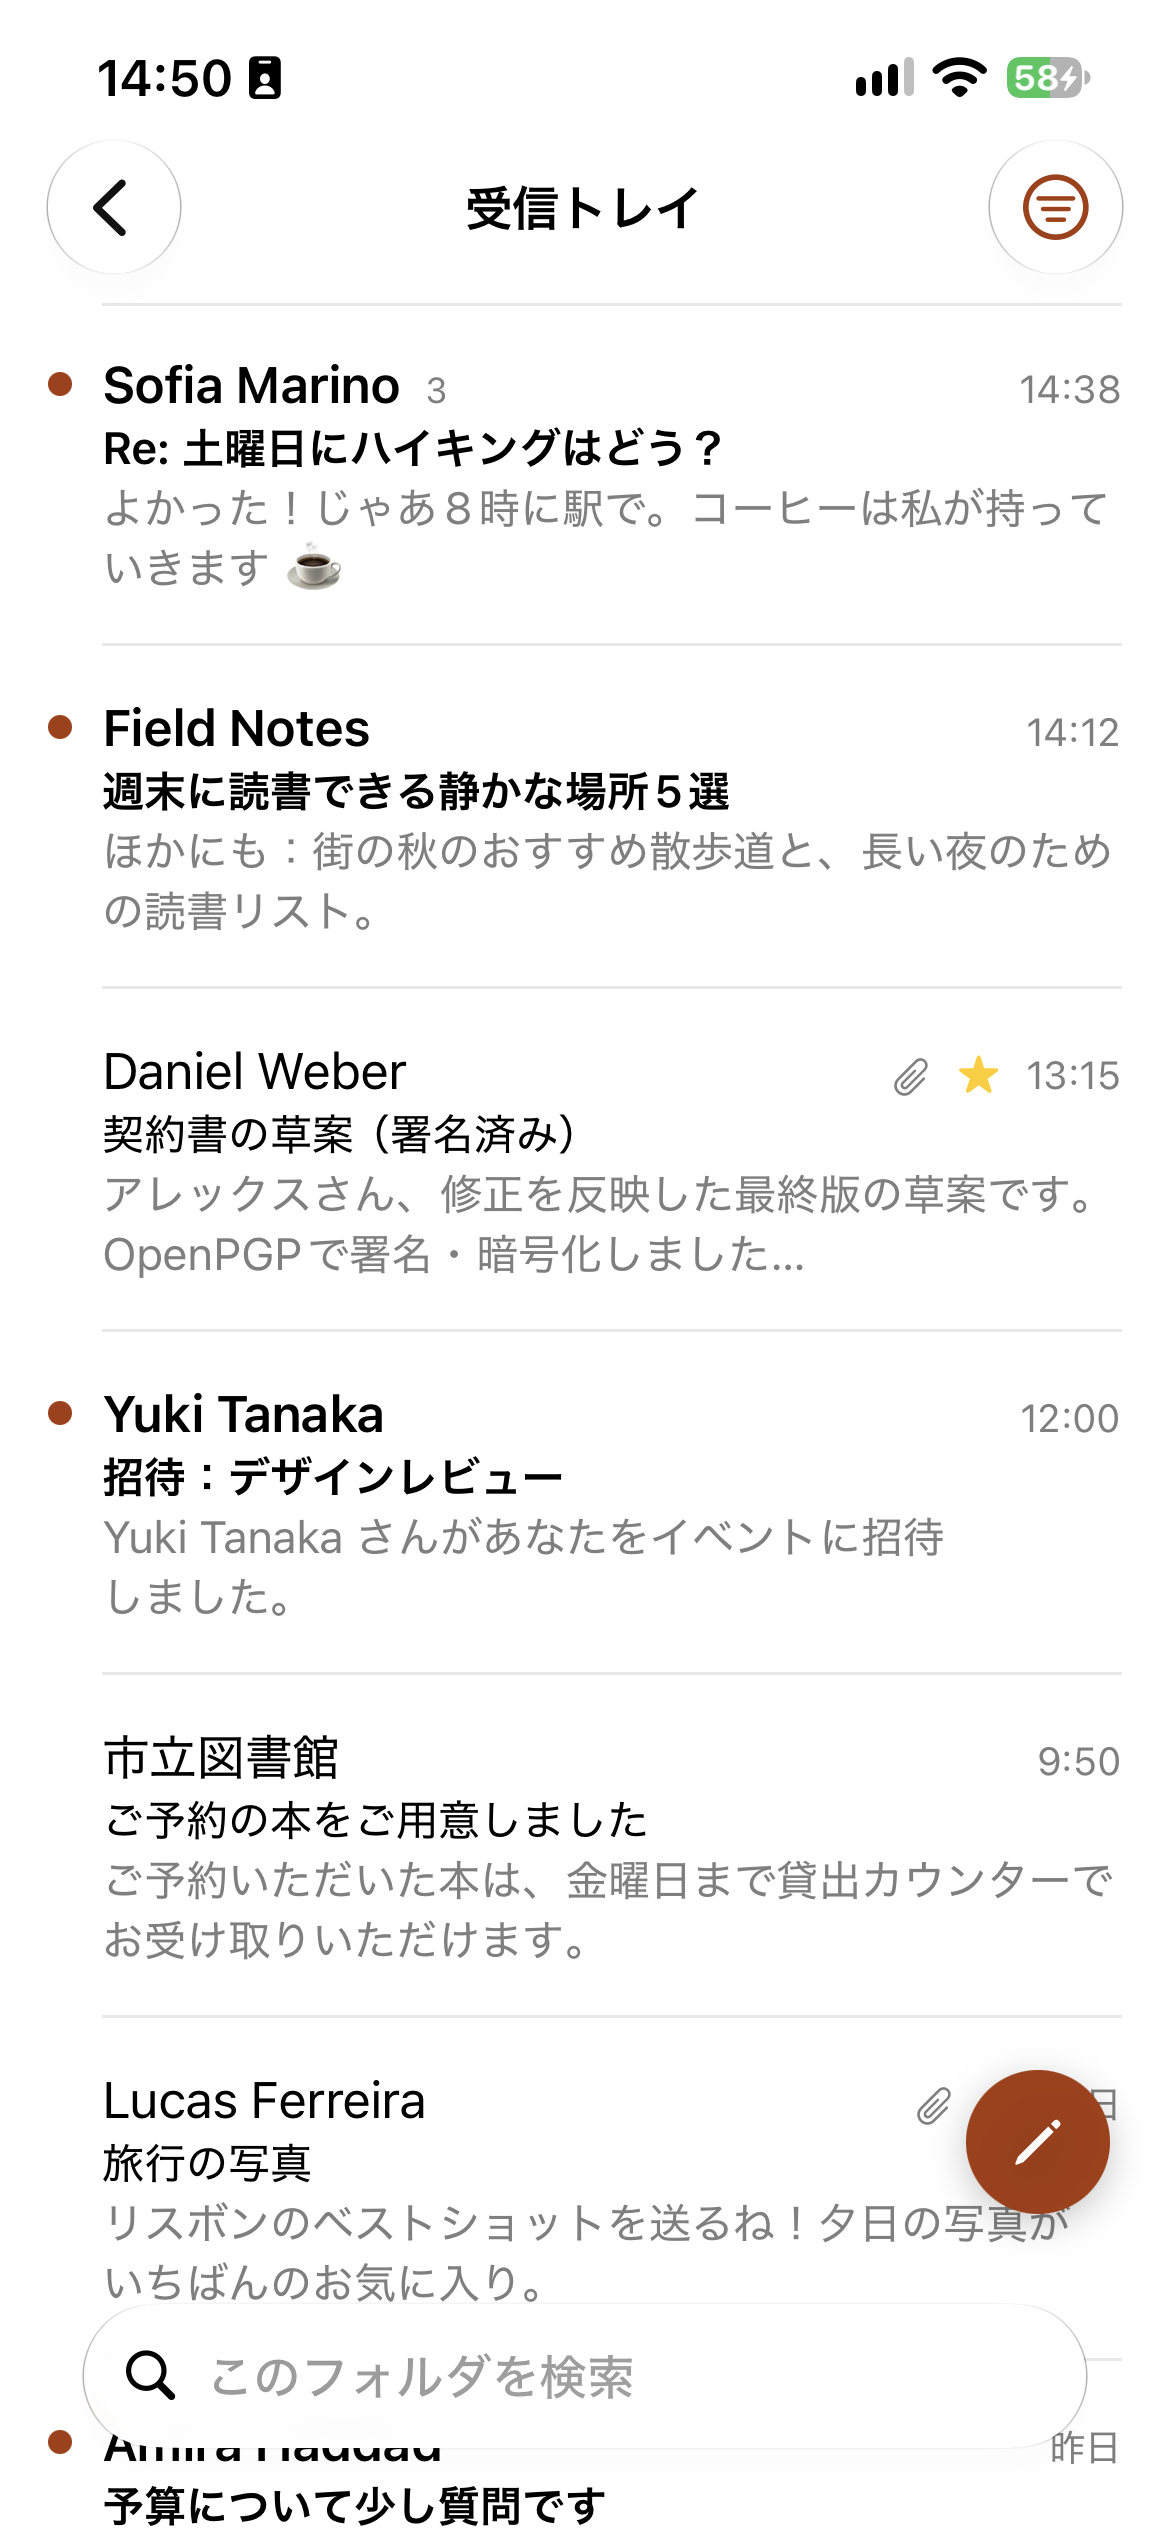 14:50
58
受信トレイ
Sofia Marino 3 14:38
Re: 土曜日にハイキングはどう？
よかった！じゃあ８時に駅で。コーヒーは私が持って
いきます ☕
Field Notes 14:12
週末に読書できる静かな場所５選
ほかにも：街の秋のおすすめ散歩道と、長い夜のため
の読書リスト。
Daniel Weber 13:15
契約書の草案（署名済み）
アレックスさん、修正を反映した最終版の草案です。
OpenPGPで署名・暗号化しました...
Yuki Tanaka 12:00
招待：デザインレビュー
Yuki Tanaka さんがあなたをイベントに招待
しました。
市立図書館 9:50
ご予約の本をご用意しました
ご予約いただいた本は、金曜日まで貸出カウンターで
お受け取りいただけます。
Lucas Ferreira 日
旅行の写真
リスボンのベストショットを送るね！夕日の写真が
いちばんのお気に入り。
このフォルダを検索
Amira Haddad 昨日
予算について少し質問です